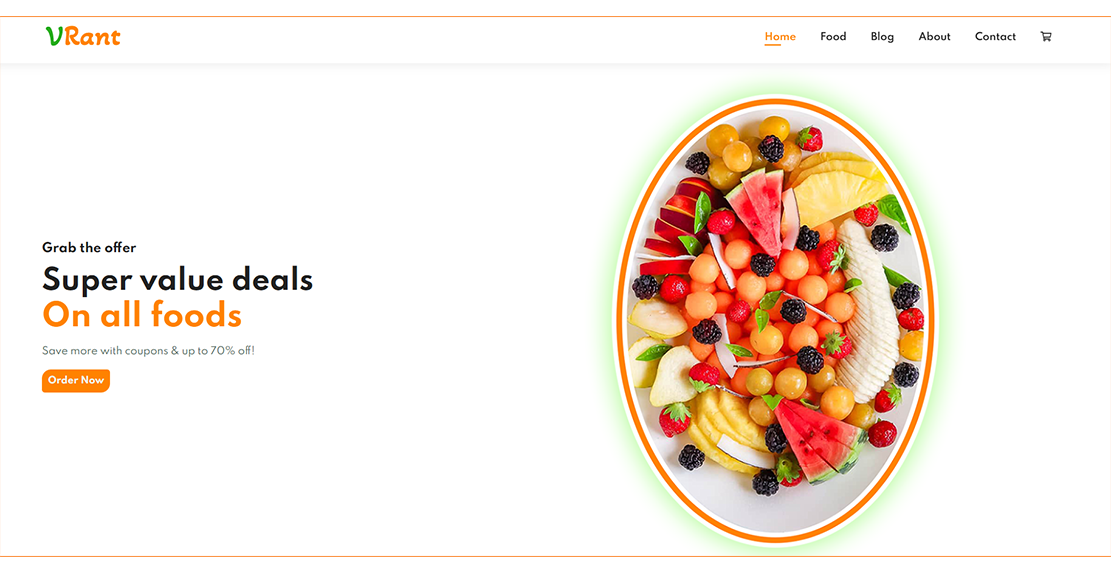 VRant
Home Food Blog About Contact
Grab the offer
Super value deals
On all foods
Save more with coupons & up to 70% off!
Order Now